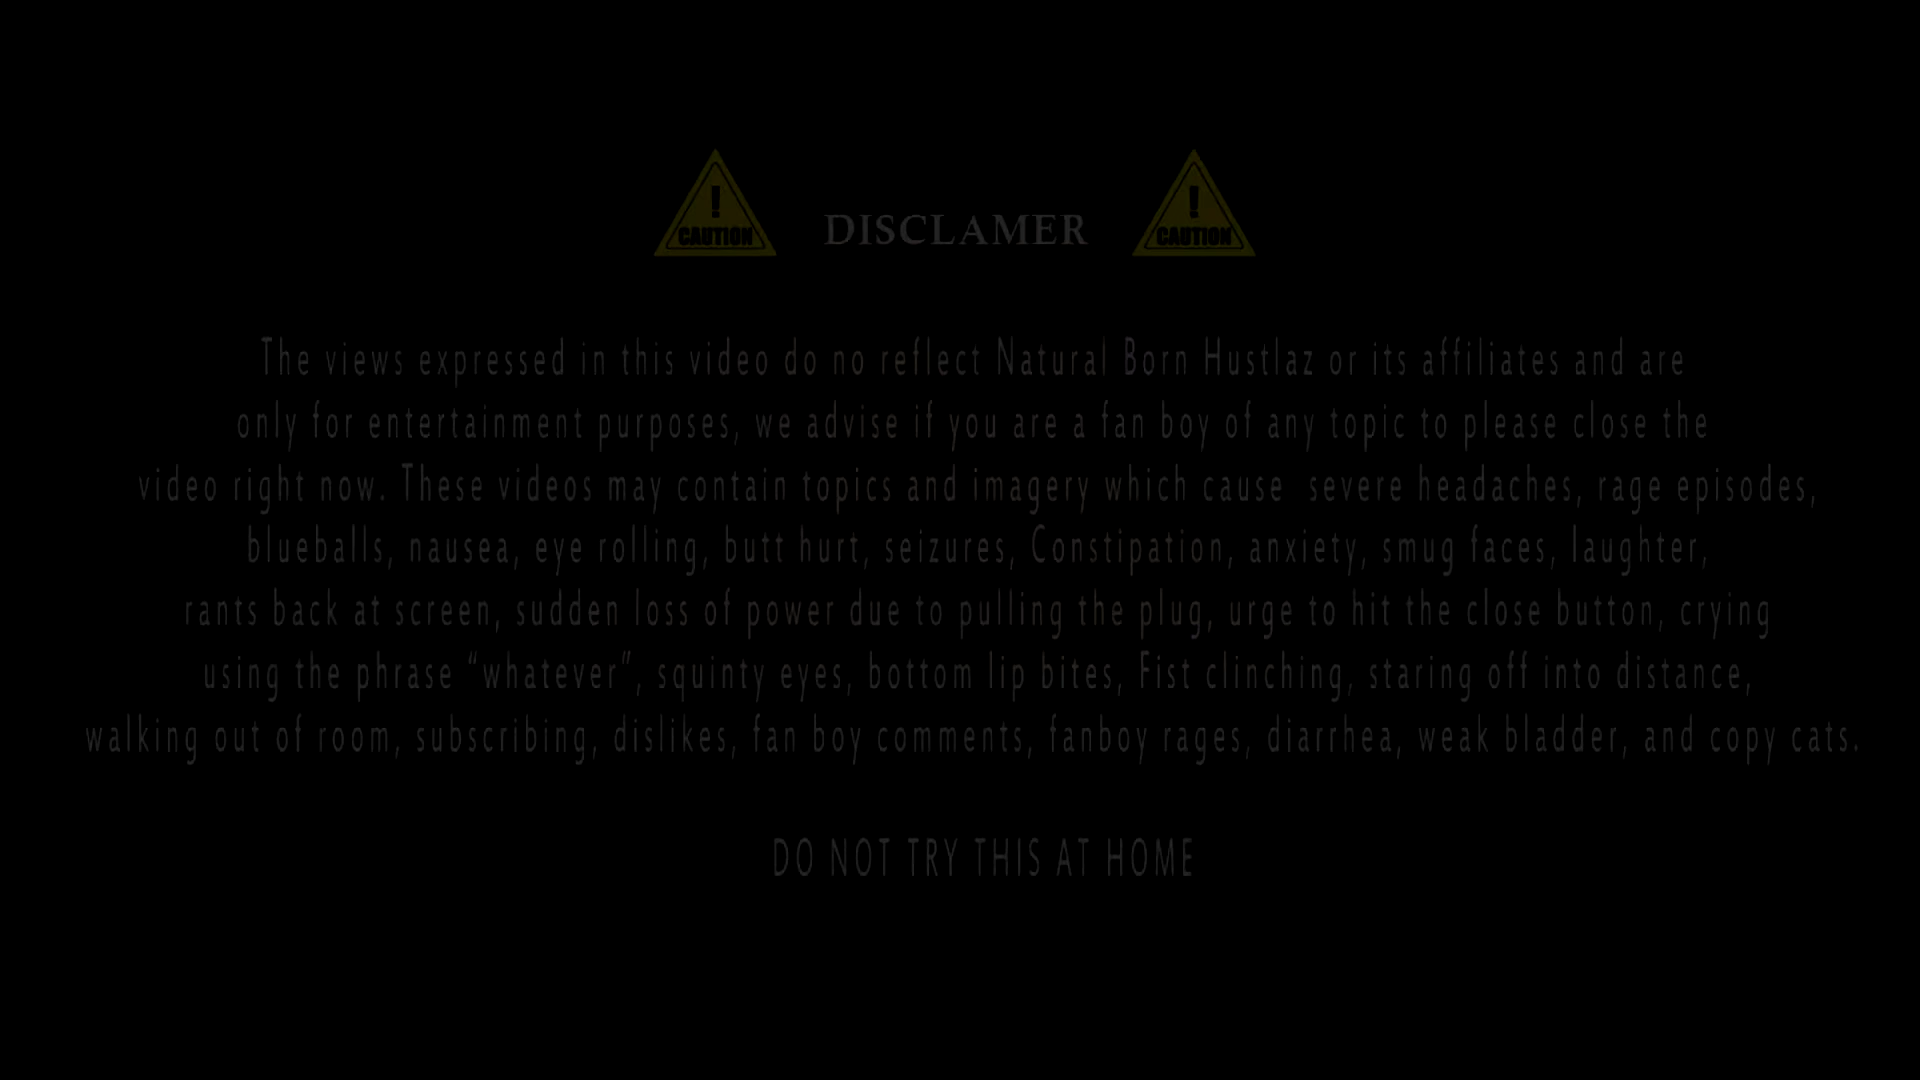 ! CAUTION DISCLAMER ! CAUTION
The views expressed in this video do no reflect Natural Born Hustlaz or its affiliates and are
only for entertainment purposes, we advise if you are a fan boy of any topic to please close the
video right now. These videos may contain topics and imagery which cause severe headaches, rage episodes,
blueballs, nausea, eye rolling, butt hurt, seizures, Constipation, anxiety, smug faces, laughter,
rants back at screen, sudden loss of power due to pulling the plug, urge to hit the close button, crying
using the phrase “whatever”, squinty eyes, bottom lip bites, Fist clinching, staring off into distance,
walking out of room, subscribing, dislikes, fan boy comments, fanboy rages, diarrhea, weak bladder, and copy cats.
DO NOT TRY THIS AT HOME